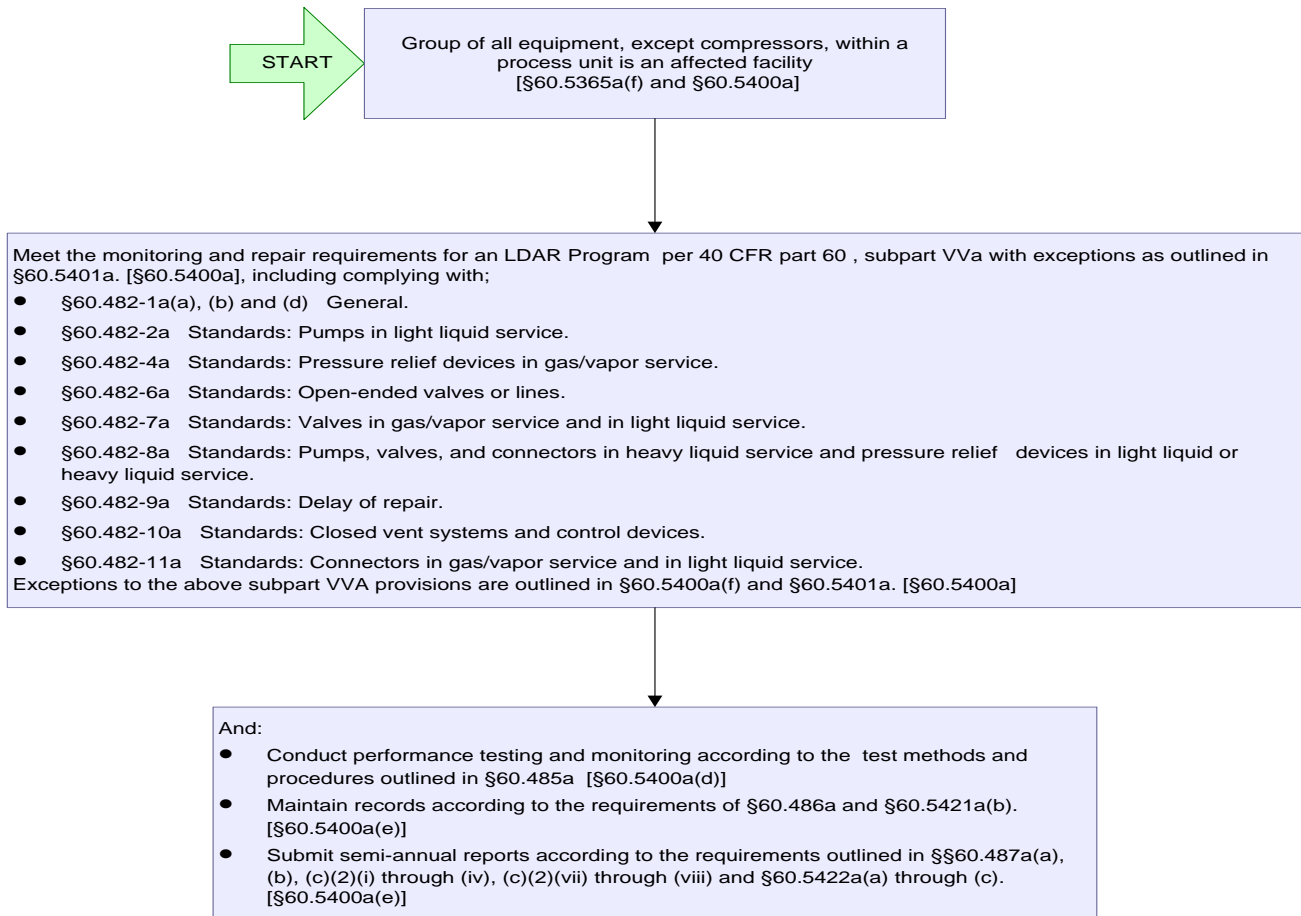 START
Group of all equipment, except compressors, within a
process unit is an affected facility
[§60.5365a(f) and §60.5400a]
Meet the monitoring and repair requirements for an LDAR Program per 40 CFR part 60 , subpart VVa with exceptions as outlined in
§60.5401a. [§60.5400a], including complying with;
● §60.482-1a(a), (b) and (d) General.
● §60.482-2a Standards: Pumps in light liquid service.
● §60.482-4a Standards: Pressure relief devices in gas/vapor service.
● §60.482-6a Standards: Open-ended valves or lines.
● §60.482-7a Standards: Valves in gas/vapor service and in light liquid service.
● §60.482-8a Standards: Pumps, valves, and connectors in heavy liquid service and pressure relief devices in light liquid or
heavy liquid service.
● §60.482-9a Standards: Delay of repair.
● §60.482-10a Standards: Closed vent systems and control devices.
● §60.482-11a Standards: Connectors in gas/vapor service and in light liquid service.
Exceptions to the above subpart VVA provisions are outlined in §60.5400a(f) and §60.5401a. [§60.5400a]
And:
● Conduct performance testing and monitoring according to the test methods and
procedures outlined in §60.485a [§60.5400a(d)]
● Maintain records according to the requirements of §60.486a and §60.5421a(b).
[§60.5400a(e)]
● Submit semi-annual reports according to the requirements outlined in §§60.487a(a),
(b), (c)(2)(i) through (iv), (c)(2)(vii) through (viii) and §60.5422a(a) through (c).
[§60.5400a(e)]